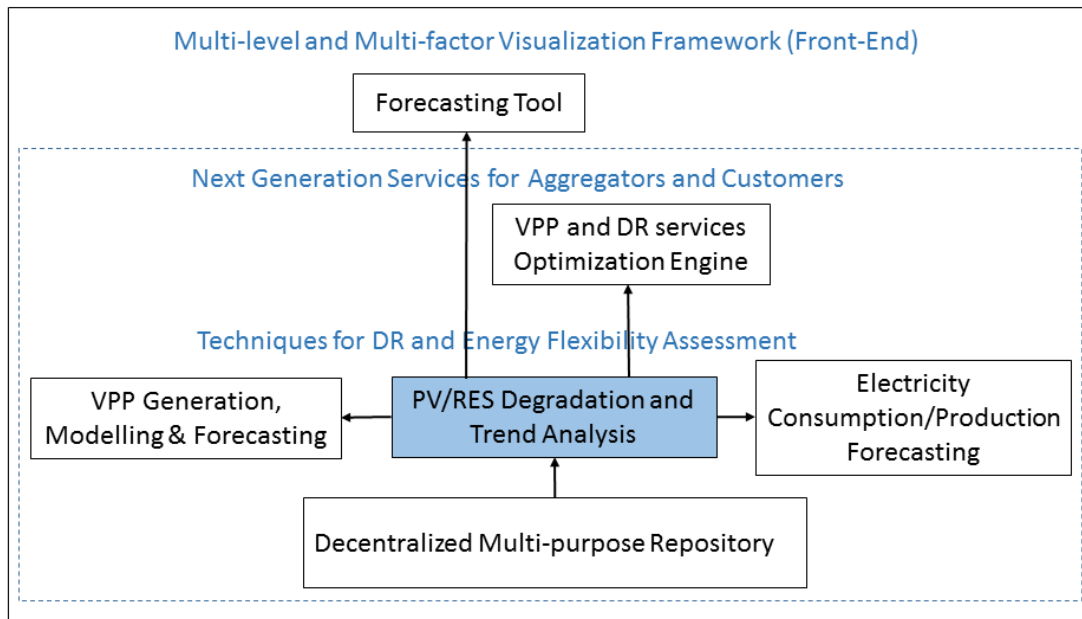 Multi-level and Multi-factor Visualization Framework (Front-End)
Forecasting Tool
Next Generation Services for Aggregators and Customers
VPP and DR services
Optimization Engine
Techniques for DR and Energy Flexibility Assessment
VPP Generation,
Modelling & Forecasting
PV/RES Degradation and
Trend Analysis
Electricity
Consumption/Production
Forecasting
Decentralized Multi-purpose Repository